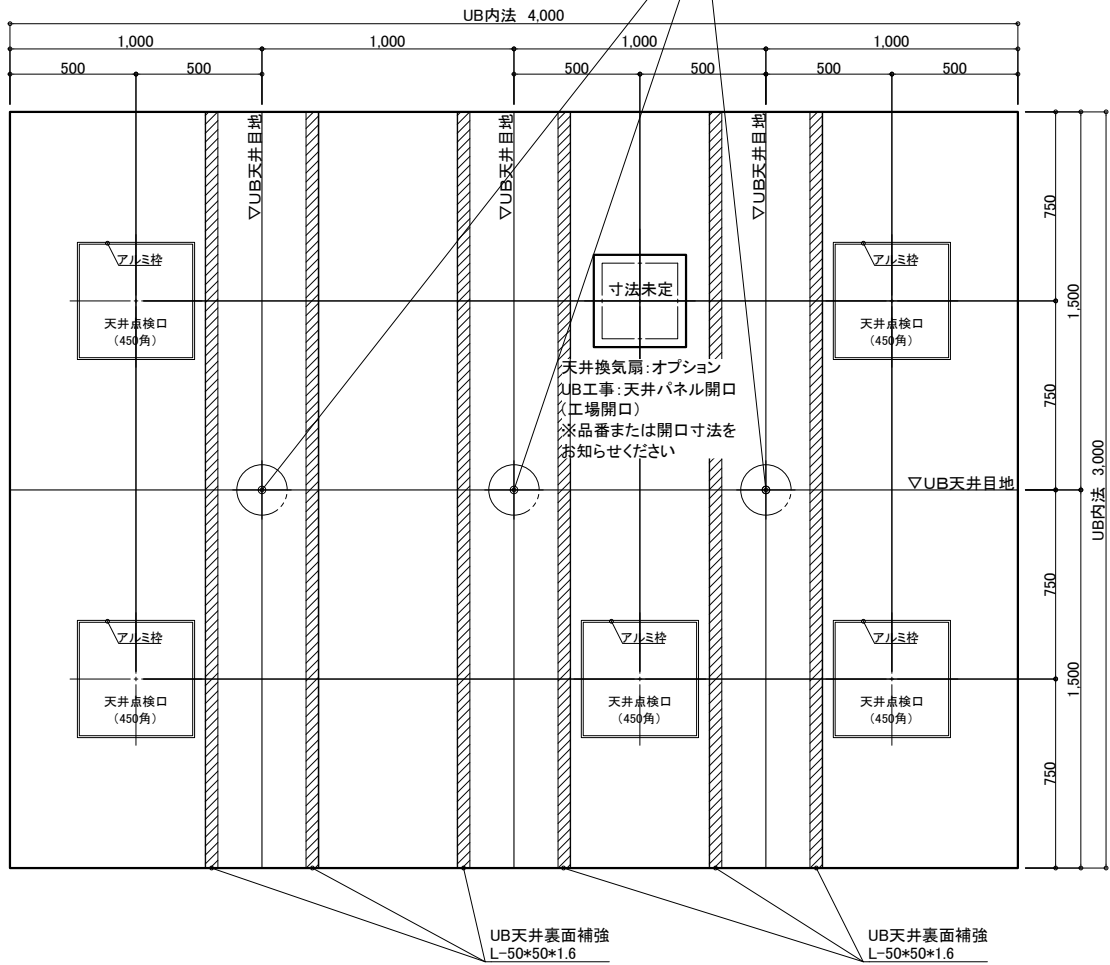 UB内法 4,000
1,000
1,000
1,000
1,000
500
500
500
500
500
500
▽UB天井目地
▽UB天井目地
▽UB天井目地
アルミ枠
天井点検口
(450角)
寸法未定
天井換気扇:オプション
UB工事:天井パネル開口
(工場開口)
※品番または開口寸法を
お知らせください
アルミ枠
天井点検口
(450角)
▽UB天井目地
アルミ枠
天井点検口
(450角)
アルミ枠
天井点検口
(450角)
アルミ枠
天井点検口
(450角)
750
750
750
750
1,500
1,500
UB内法 3,000
UB天井裏面補強
L-50*50*1.6
UB天井裏面補強
L-50*50*1.6